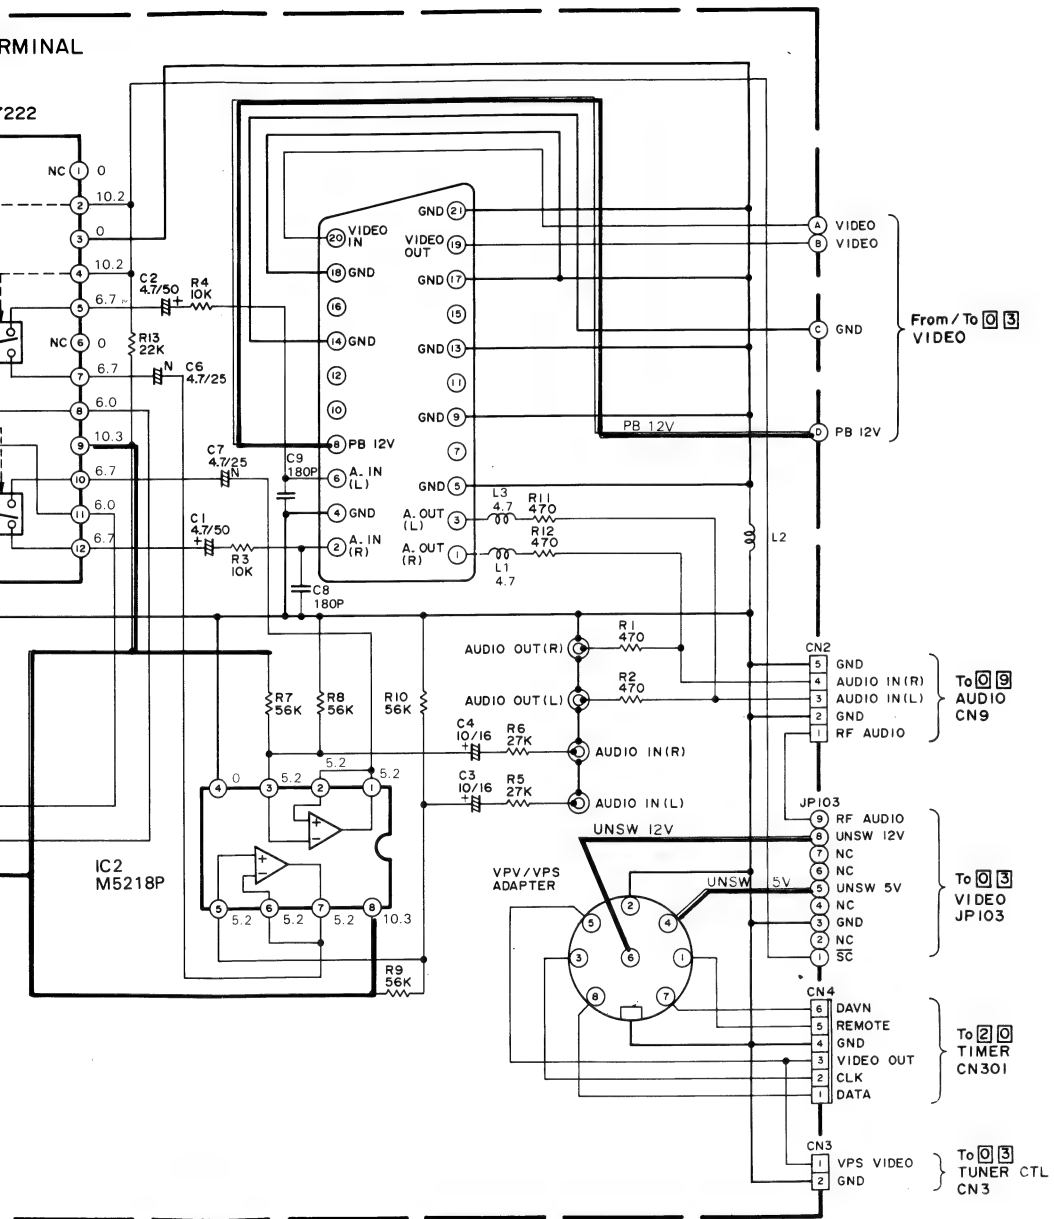 RMINAL
7222
NC 1 0
2 10.2
3 0
4 10.2
5 6.7
NC 6 0
7 6.7
8 6.0
9 10.3
10 6.7
11 6.0
12 6.7
C2
4.7/50 +
R4
10K
R13
22K
N C6
4.7/25
C7
4.7/25
N
C9
180P
C1
4.7/50
+
R3
10K
C8
180P
20 VIDEO
IN
18 GND
16
14 GND
12
10
8 PB 12V
6 A. IN
(L)
4 GND
2 A. IN
(R)
GND 21
VIDEO
OUT 19
GND 17
15
GND 13
11
GND 9
7
GND 5
A. OUT
(L) 3
A. OUT
(R) 1
L3
4.7
R11
470
R12
470
L1
4.7
L2
PB 12V
A VIDEO
B VIDEO
C GND
D PB 12V
From/To 0 3
VIDEO
AUDIO OUT(R)
R1
470
AUDIO OUT(L)
R2
470
AUDIO IN(R)
AUDIO IN(L)
R7
56K
R8
56K
R10
56K
C4
10/16
+
R6
27K
C3
10/16
+
R5
27K
4 0
3 5.2
2 5.2
1 5.2
+
−
+
−
5 5.2
6 5.2
7 5.2
8 10.3
IC2
M5218P
R9
56K
CN2
5 GND
4 AUDIO IN(R)
3 AUDIO IN(L)
2 GND
1 RF AUDIO
To 0 9
AUDIO
CN9
JP103
9 RF AUDIO
8 UNSW 12V
7 NC
6 NC
5 UNSW 5V
4 NC
3 GND
2 NC
1 S̅C̅
To 0 3
VIDEO
JP103
UNSW 12V
UNSW 5V
VPV/VPS
ADAPTER
2
5
4
3
6
1
8
7
CN4
6 DAVN
5 REMOTE
4 GND
3 VIDEO OUT
2 CLK
1 DATA
To 2 0
TIMER
CN301
CN3
1 VPS VIDEO
2 GND
To 0 3
TUNER CTL
CN3